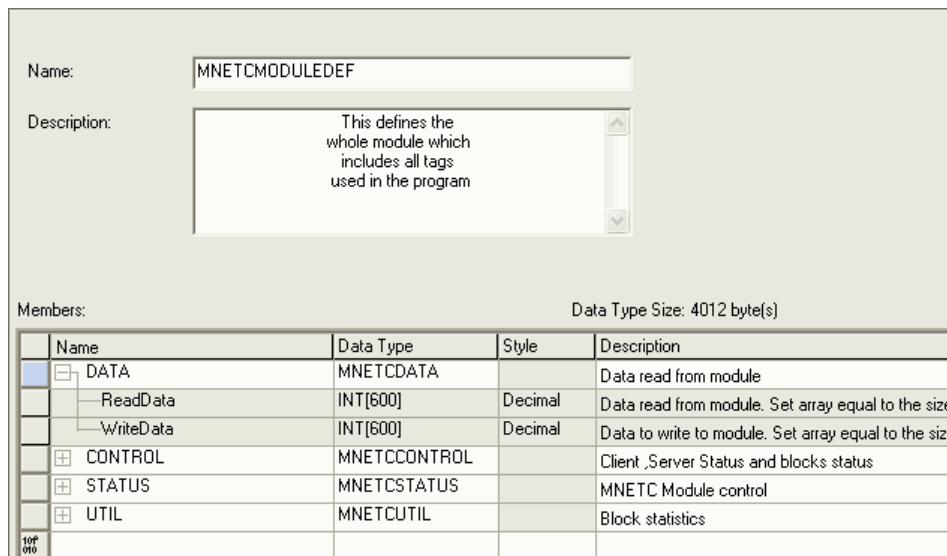 Name: MNETCMODULEDEF
Description: This defines the
whole module which
includes all tags
used in the program
Members: Data Type Size: 4012 byte(s)
Name Data Type Style Description
DATA MNETCDATA Data read from module
ReadData INT[600] Decimal Data read from module. Set array equal to the size
WriteData INT[600] Decimal Data to write to module. Set array equal to the siz
CONTROL MNETCCONTROL Client ,Server Status and blocks status
STATUS MNETCSTATUS MNETC Module control
UTIL MNETCUTIL Block statistics